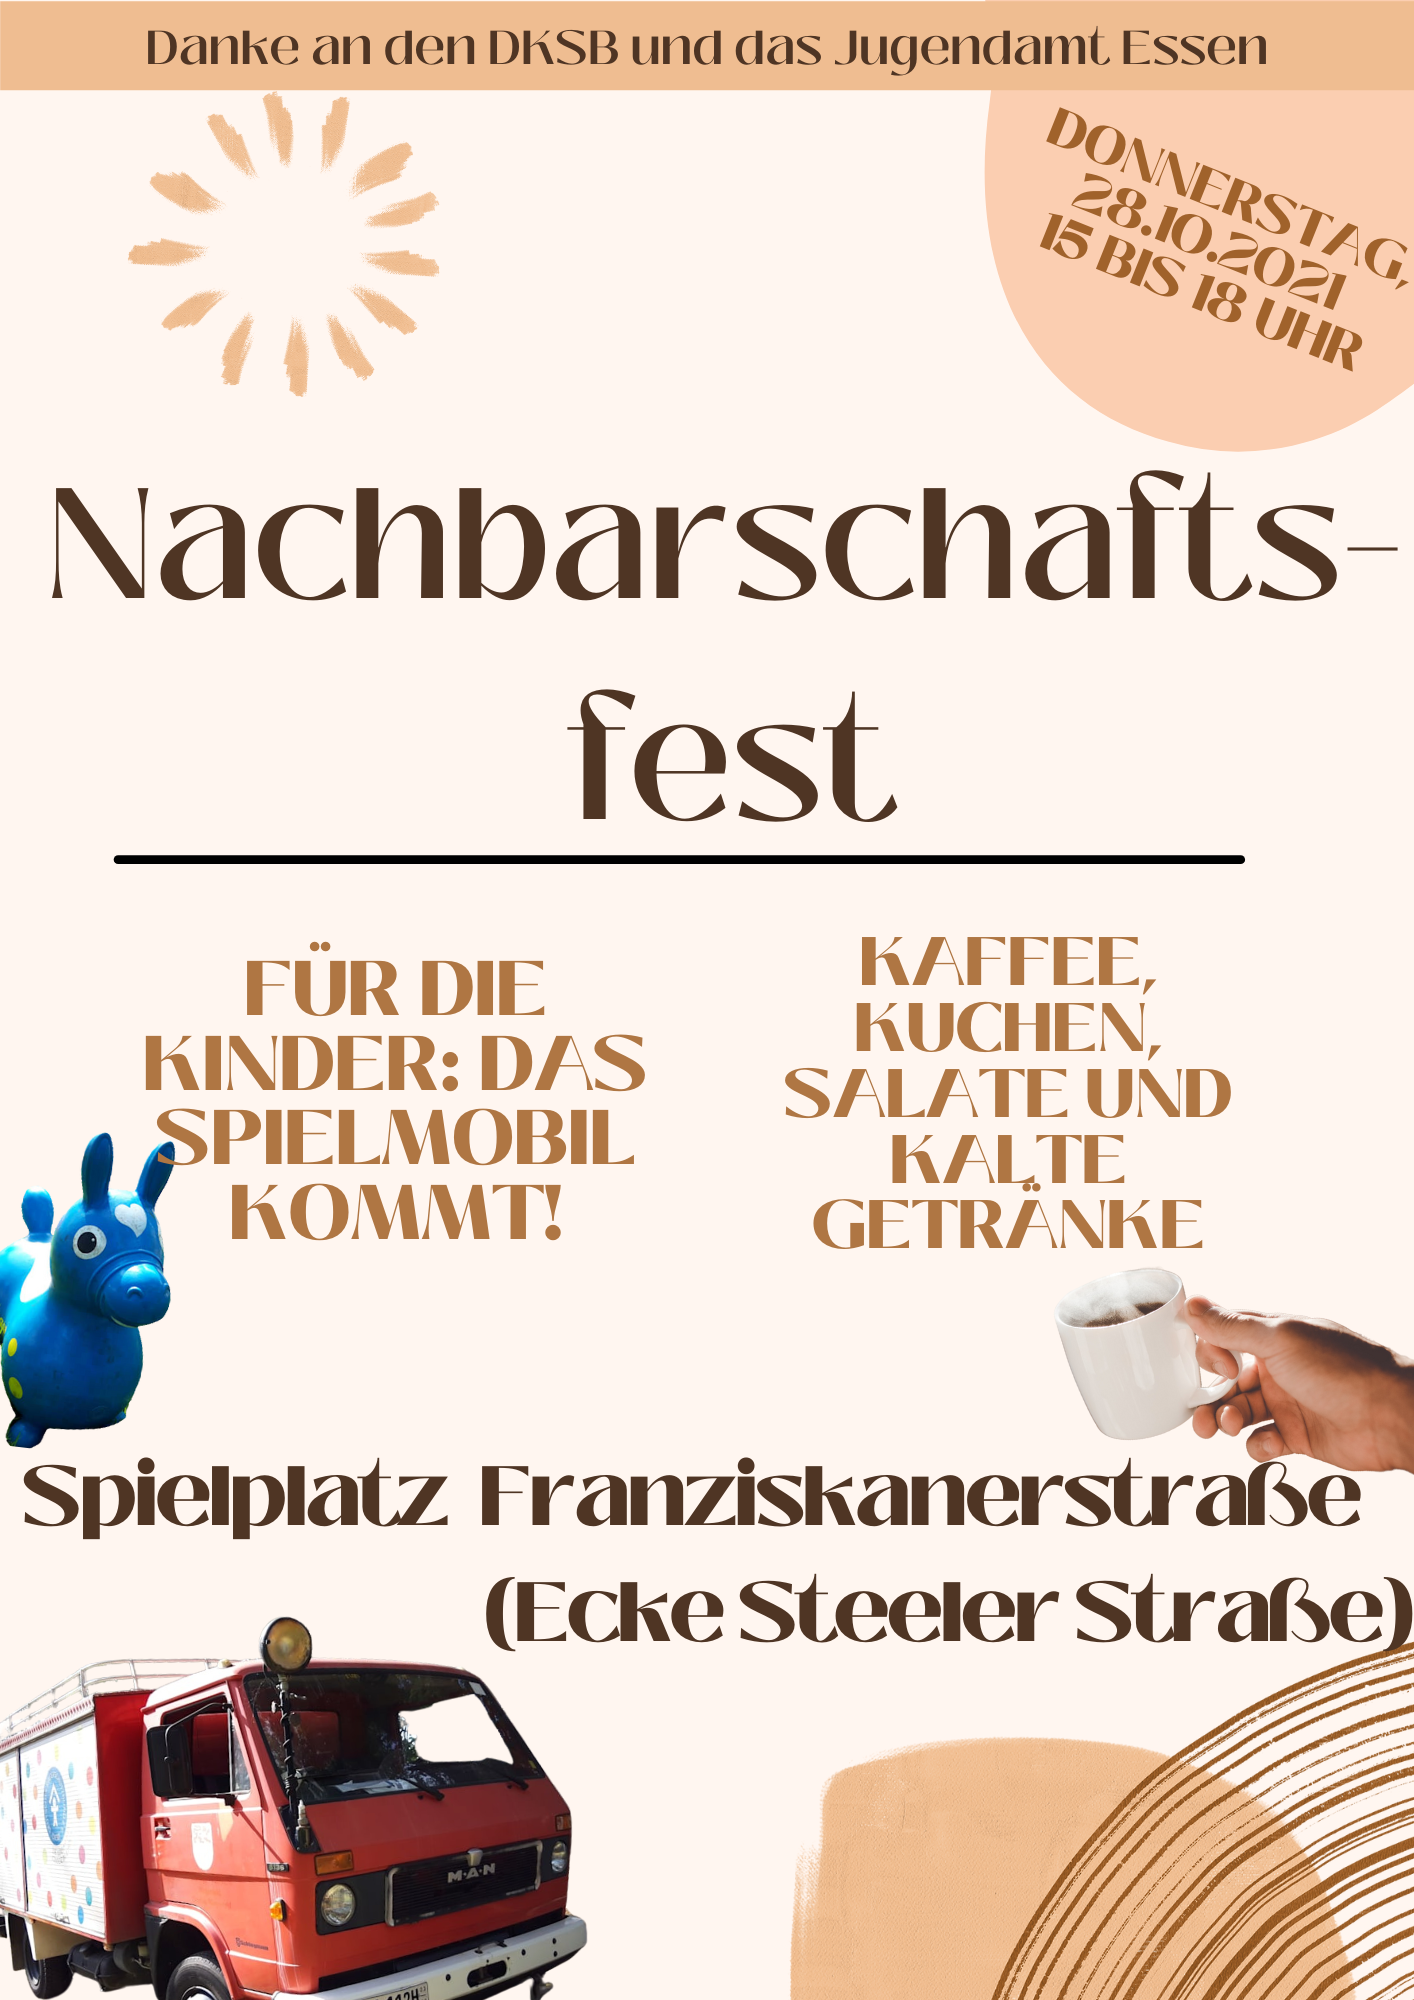 Danke an den DKSB und das Jugendamt Essen
DONNERSTAG,
28.10.2021
15 BIS 18 UHR
Nachbarschafts-
fest
FÜR DIE
KINDER: DAS
SPIELMOBIL
KOMMT!
KAFFEE,
KUCHEN,
SALATE UND
KALTE
GETRÄNKE
Spielplatz Franziskanerstraße
(Ecke Steeler Straße)
M·A·N